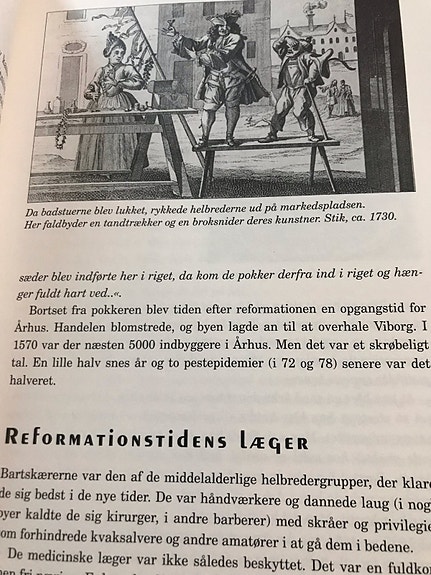 Da badstuerne blev lukket, rykkede helbrederne ud på markedspladsen.
Her faldbyder en tandtrækker og en broksnider deres kunstner. Stik, ca. 1730.
sæder blev indførte her i riget, da kom de pokker derfra ind i riget og hæn-
ger fuldt hart ved..«.
Bortset fra pokkeren blev tiden efter reformationen en opgangstid for
Århus. Handelen blomstrede, og byen lagde an til at overhale Viborg. I
1570 var der næsten 5000 indbyggere i Århus. Men det var et skrøbeligt
tal. En lille halv snes år og to pestepidemier (i 72 og 78) senere var det
halveret.
Reformationstidens læger
Bartskærerne var den af de middelalderlige helbredergrupper, der klare
de sig bedst i de nye tider. De var håndværkere og dannede laug (i nog
byer kaldte de sig kirurger, i andre barberer) med skråer og privilegie
om forhindrede kvaksalvere og andre amatører i at gå dem i bedene.
De medicinske læger var ikke således beskyttet. Det var en fuldkom